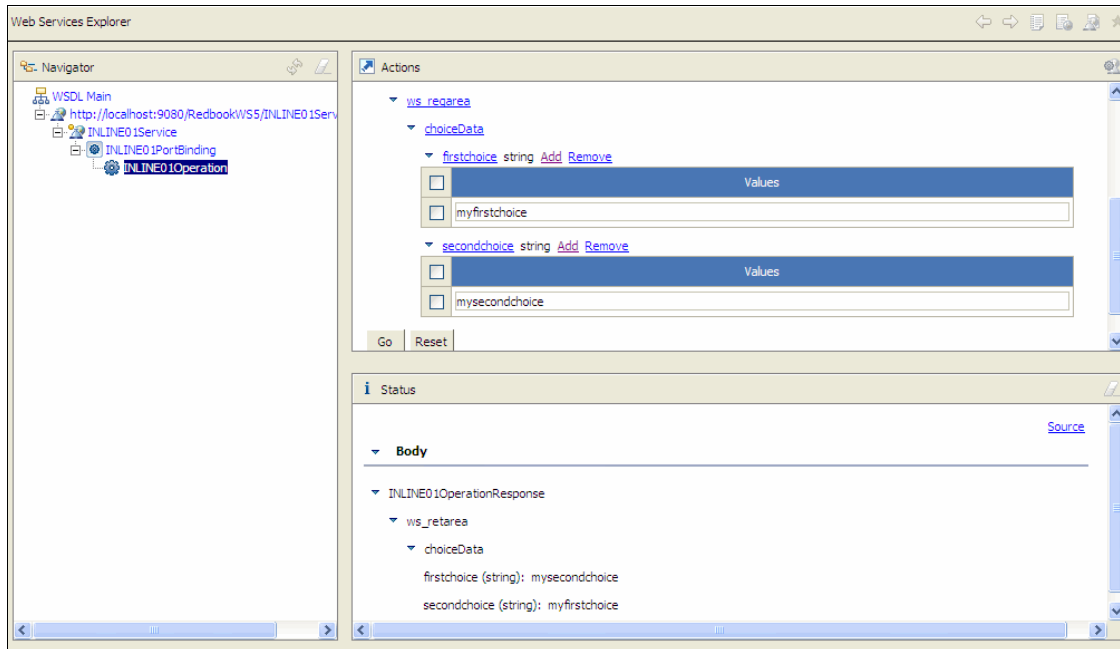 Web Services Explorer
Navigator
WSDL Main
http://localhost:9080/RedbookWS5/INLINE01Serv
INLINE01Service
INLINE01PortBinding
INLINE01Operation
Actions
ws_reqarea
choiceData
firstchoice string Add Remove
Values
myfirstchoice
secondchoice string Add Remove
Values
mysecondchoice
Go Reset
i Status
Source
Body
INLINE01OperationResponse
ws_retarea
choiceData
firstchoice (string): mysecondchoice
secondchoice (string): myfirstchoice